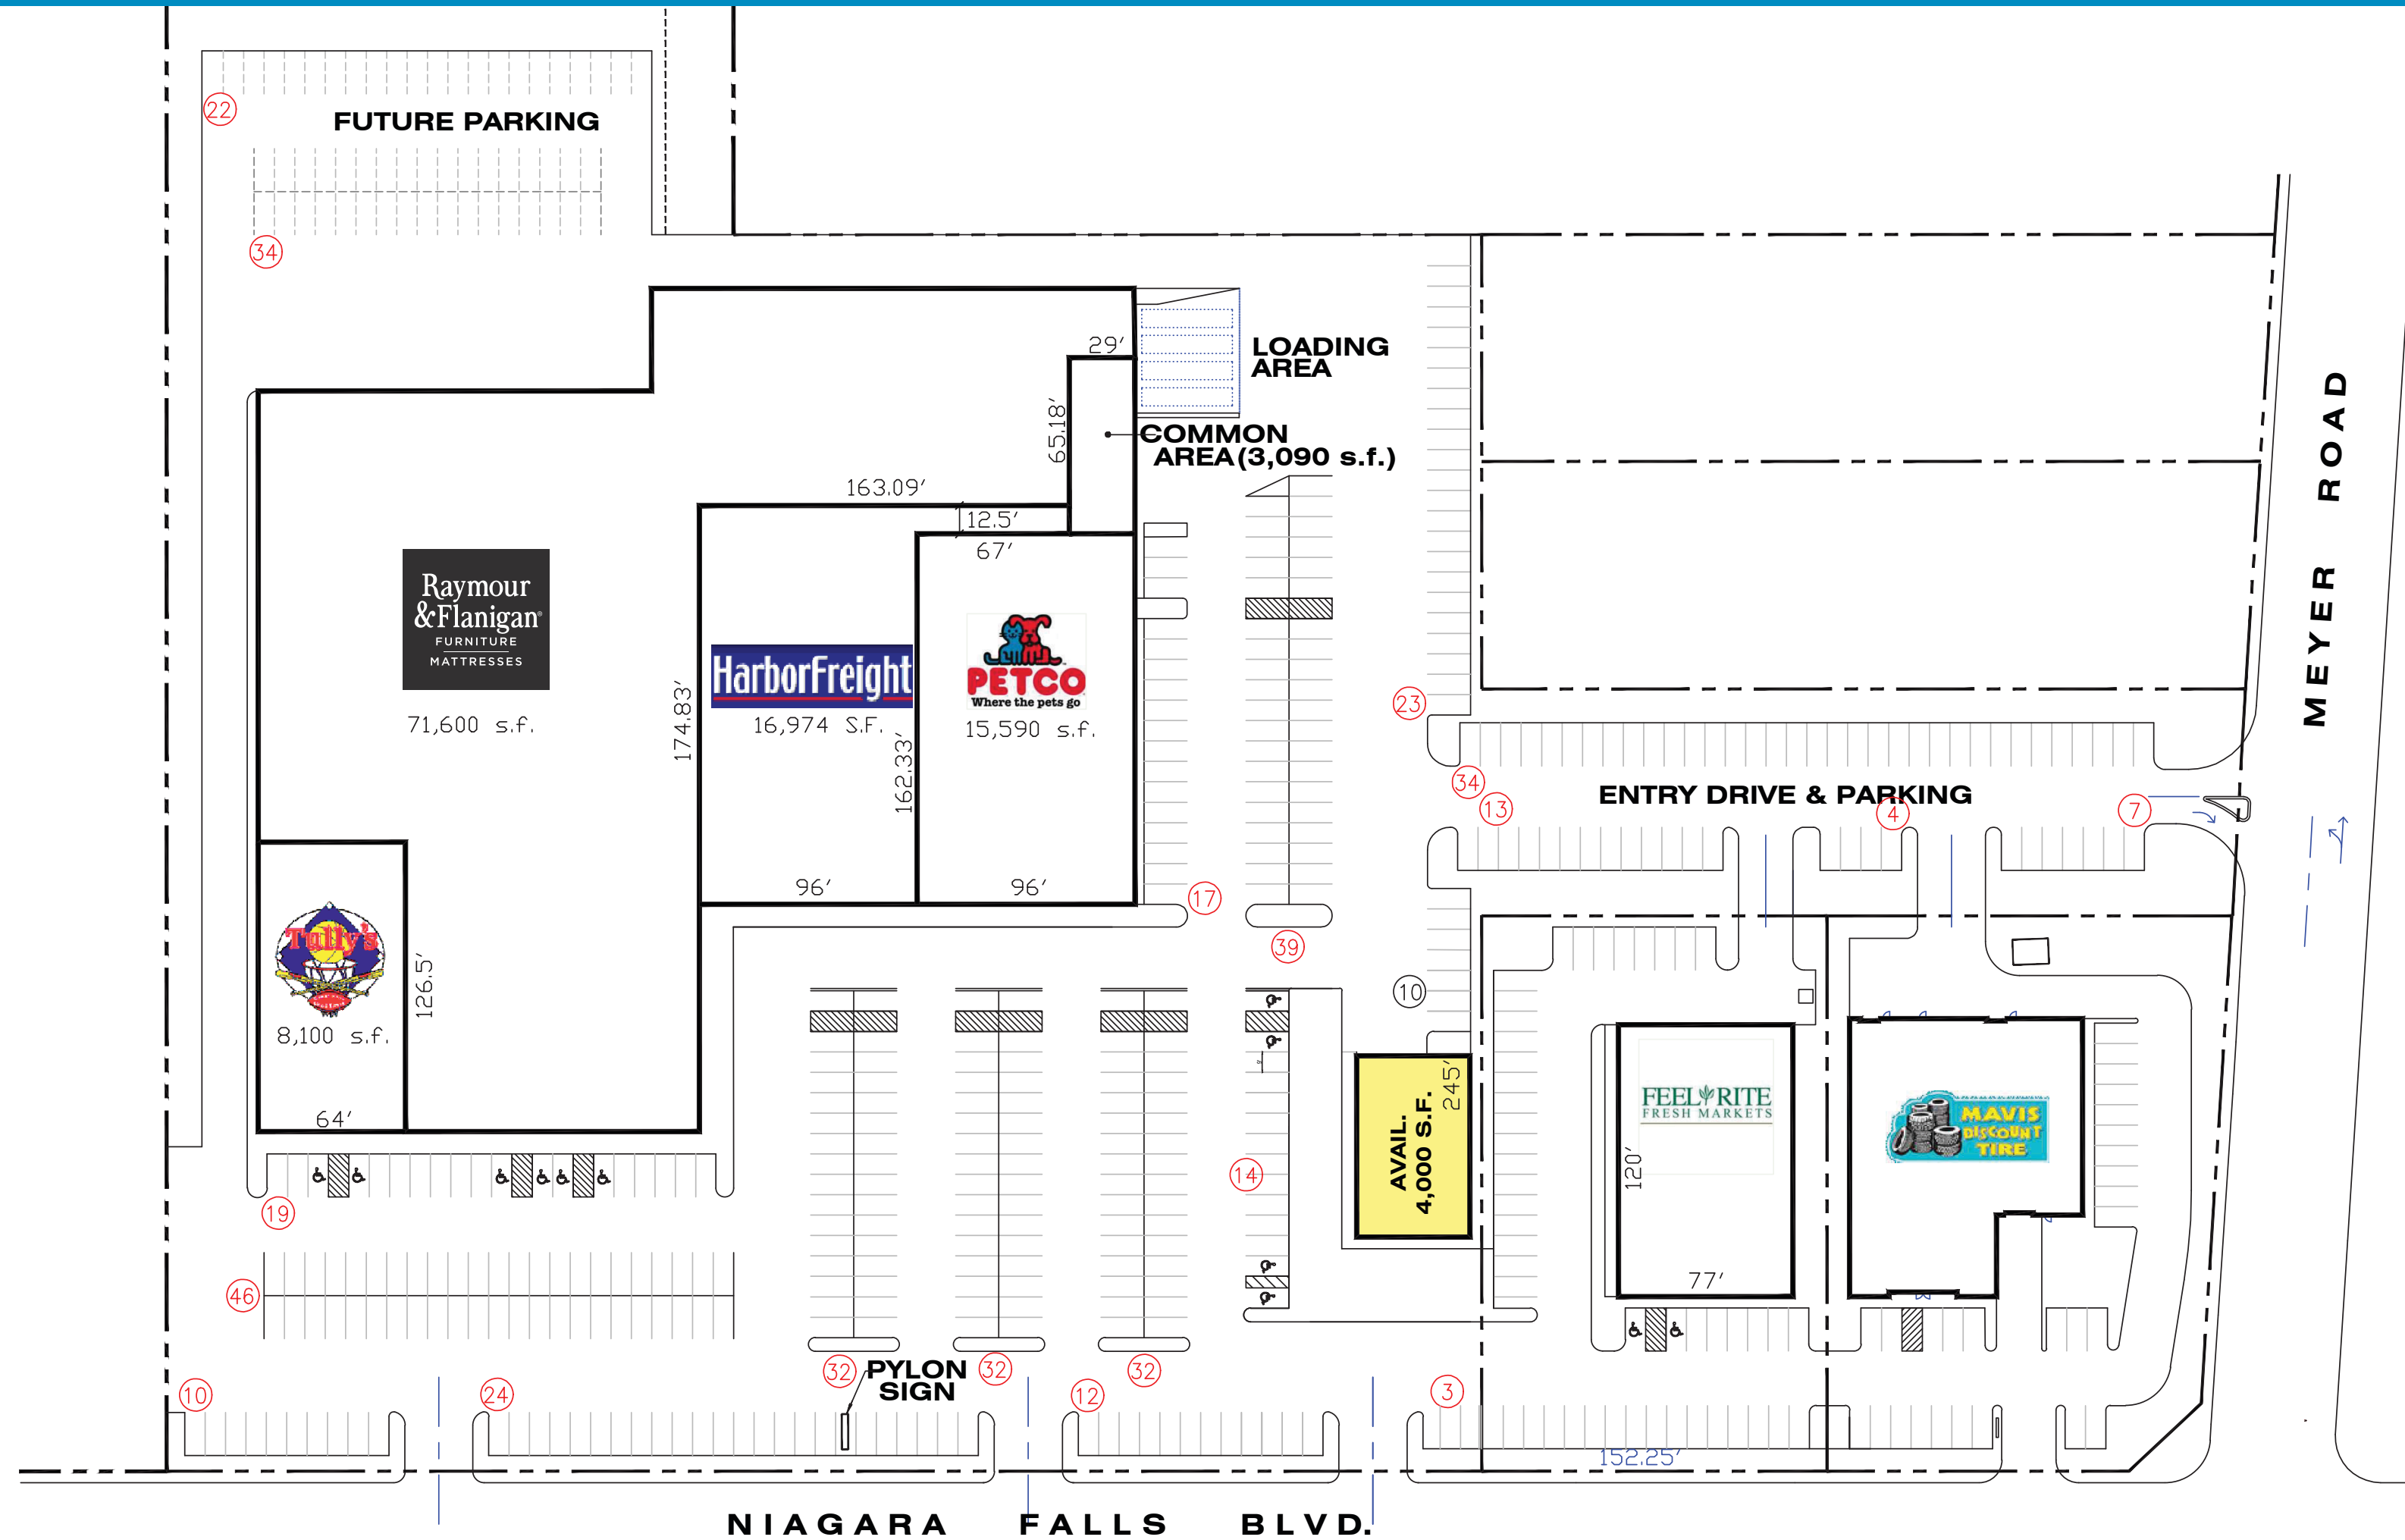 22
FUTURE PARKING
34
29′
LOADING
AREA
65.18′
COMMON
AREA(3,090 s.f.)
163.09′
12.5′
67′
Raymour
&Flanigan®
FURNITURE
MATTRESSES
71,600 s.f.
174.83′
HarborFreight
16,974 S.F.
162.33′
PETCO
Where the pets go
15,590 s.f.
96′
96′
17
39
23
34
13
ENTRY DRIVE & PARKING
4
7
MEYER ROAD
Tully's
8,100 s.f.
126.5′
64′
10
14
AVAIL.
4,000 S.F.
245′
FEEL RITE
FRESH MARKETS
120′
77′
MAVIS
DISCOUNT
TIRE
19
46
32
PYLON
SIGN
32
32
10
24
12
3
152.25′
NIAGARA FALLS BLVD.